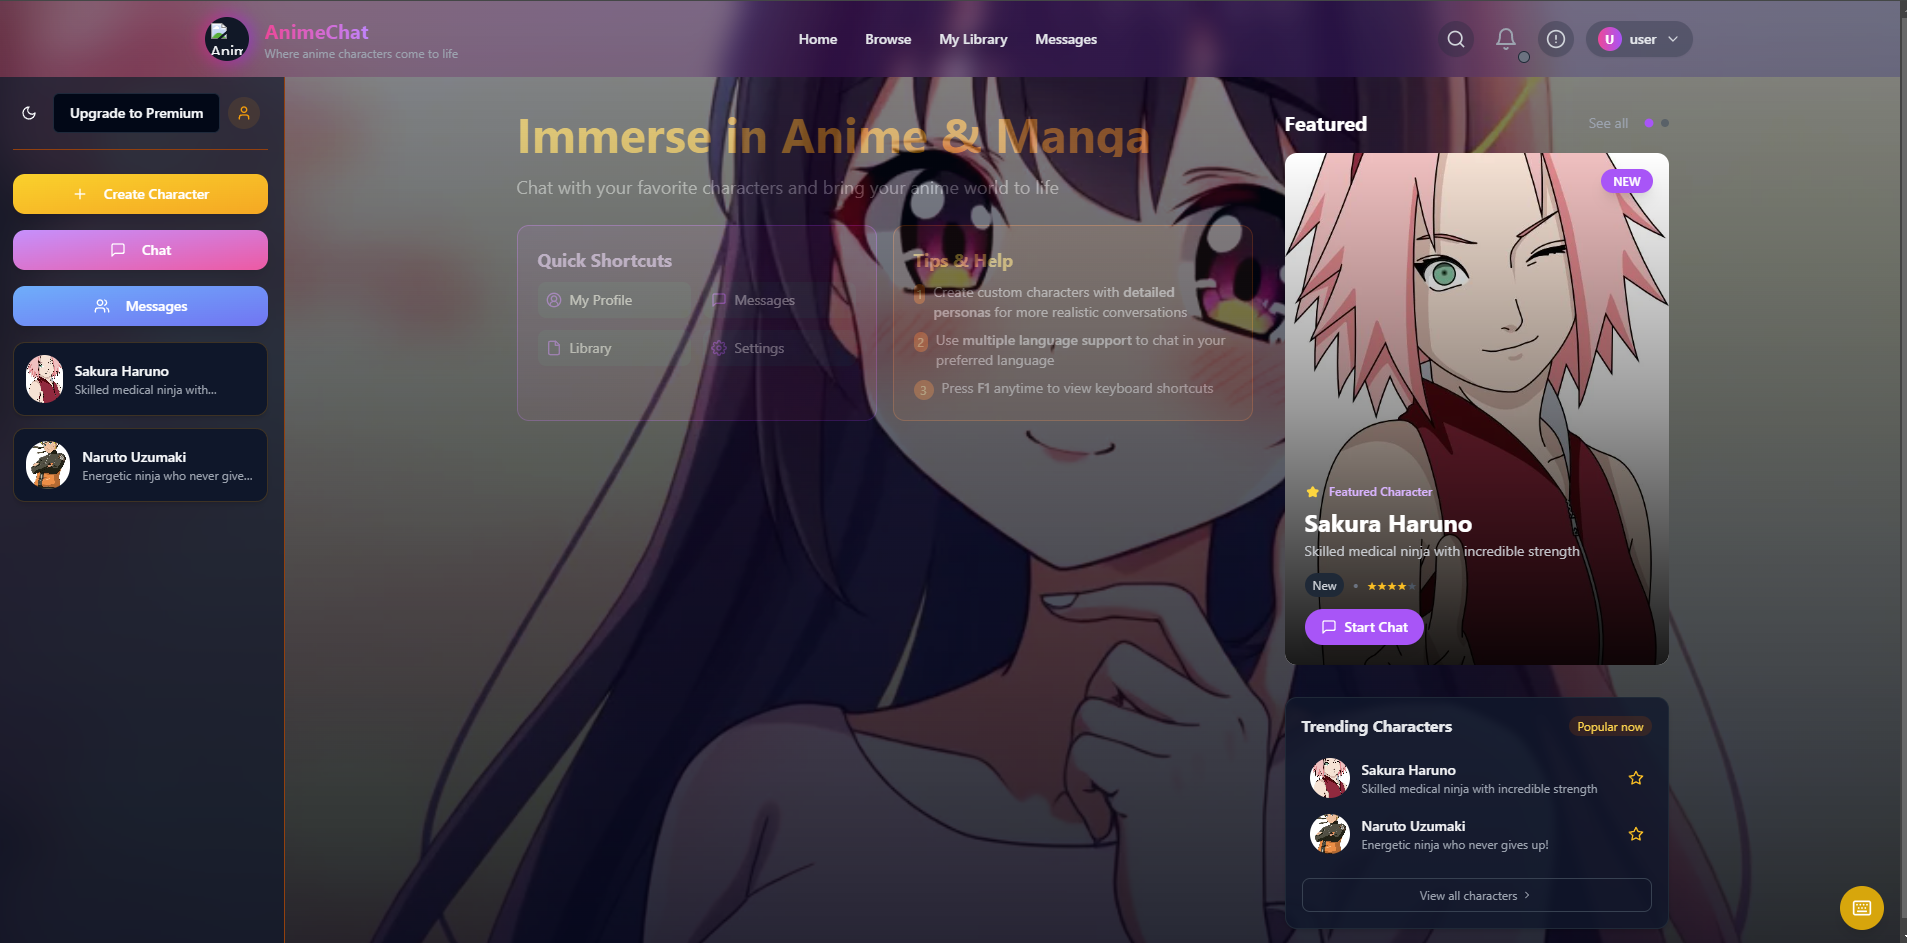 Anim
AnimeChat
Where anime characters come to life
Home
Browse
My Library
Messages
U
user
Upgrade to Premium
Create Character
Chat
Messages
Sakura Haruno
Skilled medical ninja with...
Naruto Uzumaki
Energetic ninja who never give...
Immerse in Anime & Manga
Chat with your favorite characters and bring your anime world to life
Quick Shortcuts
My Profile
Messages
Library
Settings
Tips & Help
1
Create custom characters with detailed
personas for more realistic conversations
2
Use multiple language support to chat in your
preferred language
3
Press F1 anytime to view keyboard shortcuts
Featured
See all
NEW
Featured Character
Sakura Haruno
Skilled medical ninja with incredible strength
New
Start Chat
Trending Characters
Popular now
Sakura Haruno
Skilled medical ninja with incredible strength
Naruto Uzumaki
Energetic ninja who never gives up!
View all characters